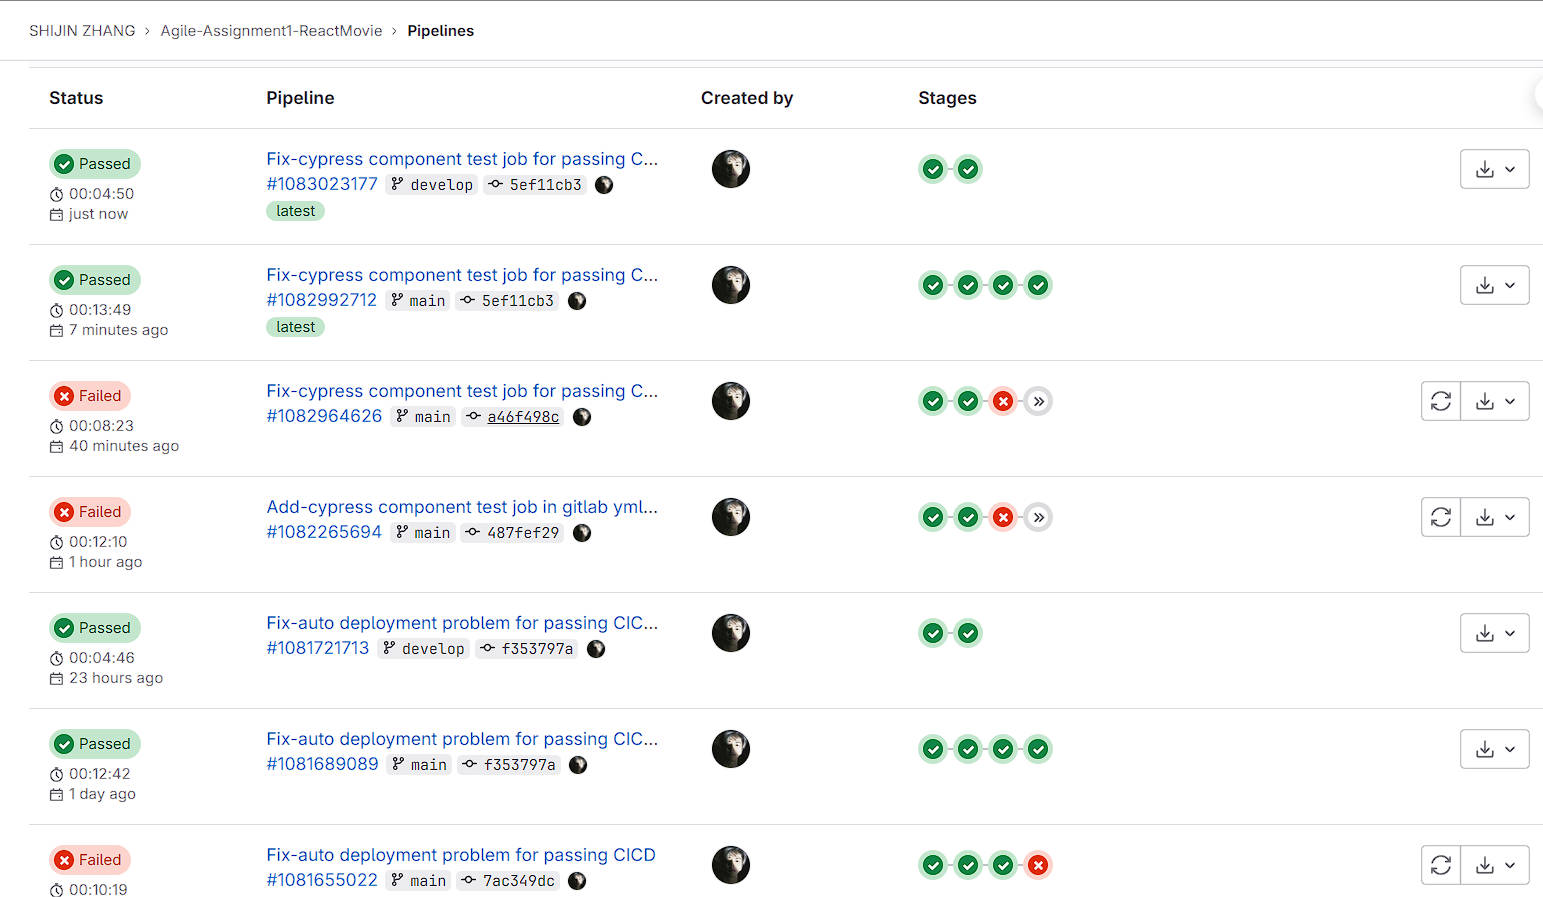 SHIJIN ZHANG › Agile-Assignment1-ReactMovie › Pipelines
Status Pipeline Created by Stages
Passed Fix-cypress component test job for passing C...
00:04:50 #1083023177 develop 5ef11cb3
just now latest
Passed Fix-cypress component test job for passing C...
00:13:49 #1082992712 main 5ef11cb3
7 minutes ago latest
Failed Fix-cypress component test job for passing C...
00:08:23 #1082964626 main a46f498c
40 minutes ago
Failed Add-cypress component test job in gitlab yml...
00:12:10 #1082265694 main 487fef29
1 hour ago
Passed Fix-auto deployment problem for passing CIC...
00:04:46 #1081721713 develop f353797a
23 hours ago
Passed Fix-auto deployment problem for passing CIC...
00:12:42 #1081689089 main f353797a
1 day ago
Failed Fix-auto deployment problem for passing CICD
00:10:19 #1081655022 main 7ac349dc